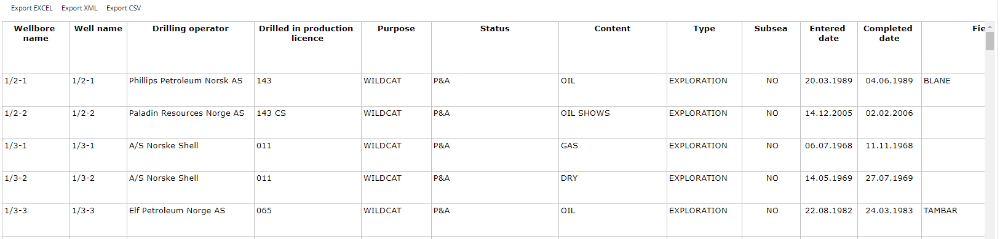 Export EXCEL Export XML Export CSV
Wellbore name Well name Drilling operator Drilled in production licence Purpose Status Content Type Subsea Entered date Completed date Fie
1/2-1 1/2-1 Phillips Petroleum Norsk AS 143 WILDCAT P&A OIL EXPLORATION NO 20.03.1989 04.06.1989 BLANE
1/2-2 1/2-2 Paladin Resources Norge AS 143 CS WILDCAT P&A OIL SHOWS EXPLORATION NO 14.12.2005 02.02.2006
1/3-1 1/3-1 A/S Norske Shell 011 WILDCAT P&A GAS EXPLORATION NO 06.07.1968 11.11.1968
1/3-2 1/3-2 A/S Norske Shell 011 WILDCAT P&A DRY EXPLORATION NO 14.05.1969 27.07.1969
1/3-3 1/3-3 Elf Petroleum Norge AS 065 WILDCAT P&A OIL EXPLORATION NO 22.08.1982 24.03.1983 TAMBAR